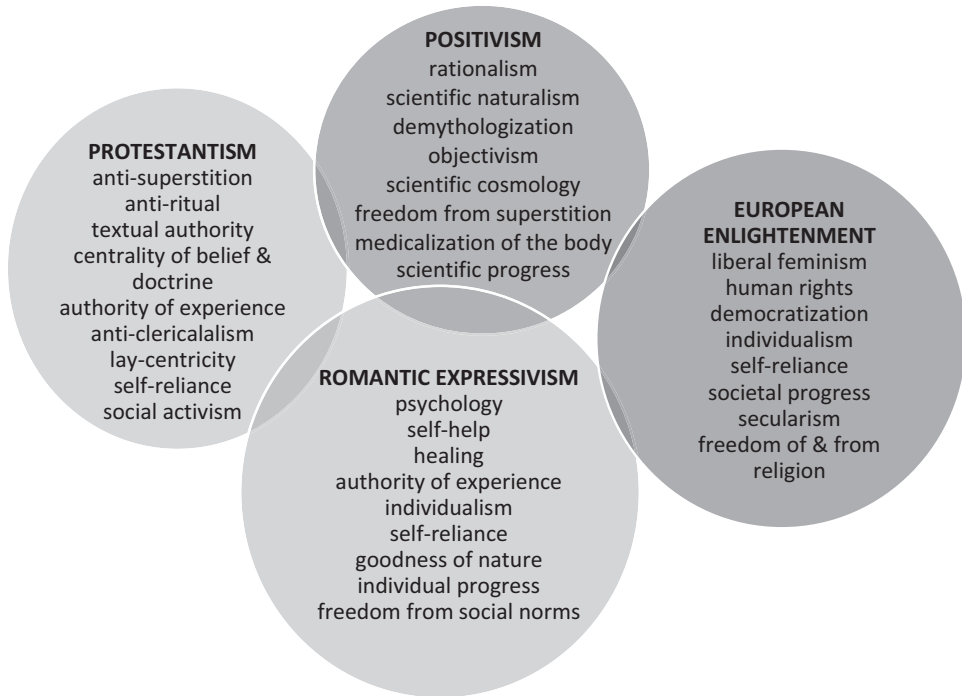 POSITIVISM
rationalism
scientific naturalism
demythologization
objectivism
scientific cosmology
freedom from superstition
medicalization of the body
scientific progress
PROTESTANTISM
anti-superstition
anti-ritual
textual authority
centrality of belief &
doctrine
authority of experience
anti-clericalalism
lay-centricity
self-reliance
social activism
EUROPEAN
ENLIGHTENMENT
liberal feminism
human rights
democratization
individualism
self-reliance
societal progress
secularism
freedom of & from
religion
ROMANTIC EXPRESSIVISM
psychology
self-help
healing
authority of experience
individualism
self-reliance
goodness of nature
individual progress
freedom from social norms